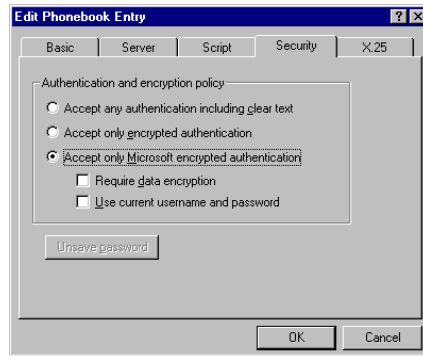 Edit Phonebook Entry
Basic Server Script Security X.25
Authentication and encryption policy
Accept any authentication including clear text
Accept only encrypted authentication
Accept only Microsoft encrypted authentication
Require data encryption
Use current username and password
Unsave password
OK Cancel